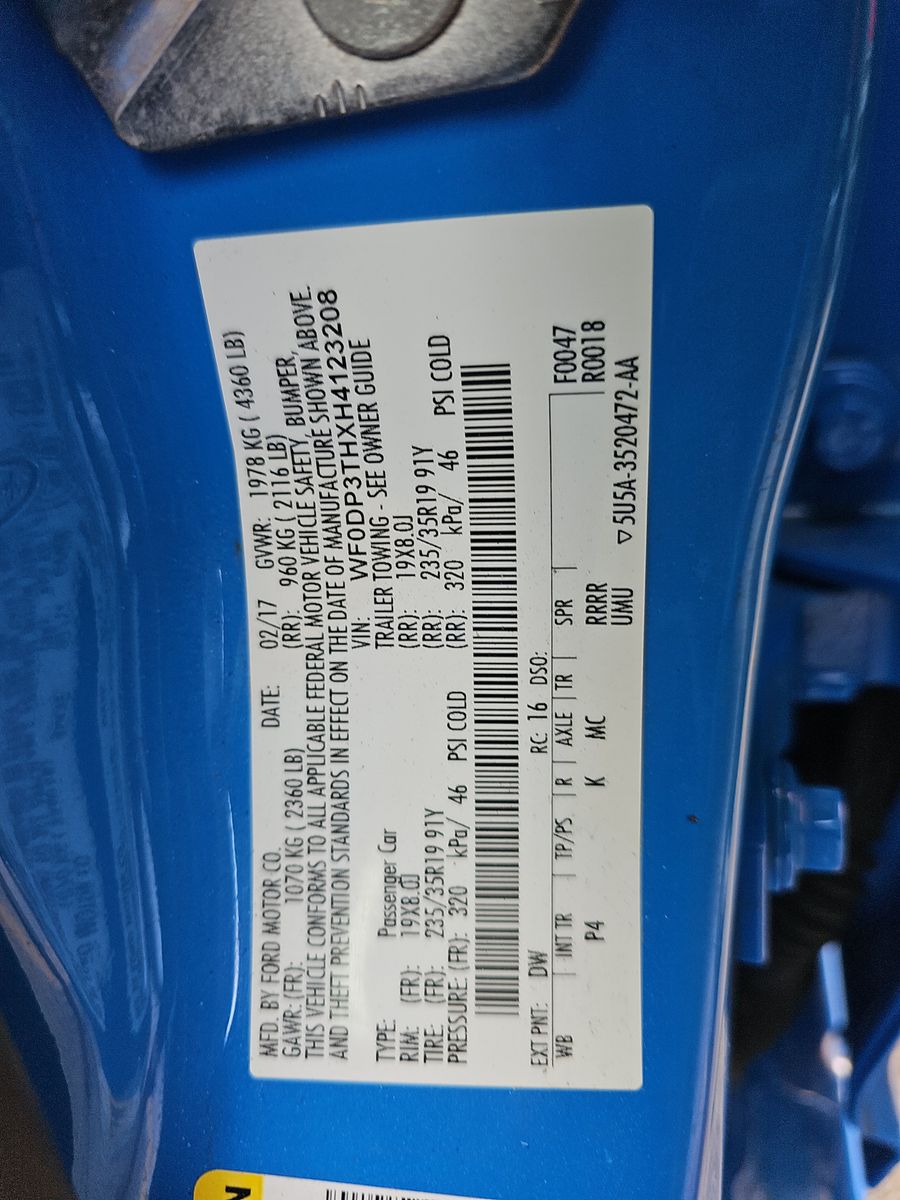 MFD. BY FORD MOTOR CO. DATE: 02/17 GVWR: 1978 KG ( 4360 LB)
GAWR: (FR): 1070 KG ( 2360 LB) (RR): 960 KG ( 2116 LB)
THIS VEHICLE CONFORMS TO ALL APPLICABLE FEDERAL MOTOR VEHICLE SAFETY, BUMPER,
AND THEFT PREVENTION STANDARDS IN EFFECT ON THE DATE OF MANUFACTURE SHOWN ABOVE.
VIN: WF0DP3THXH4123208
TYPE: Passenger Car TRAILER TOWING - SEE OWNER GUIDE
RIM: (FR): 19X8.0J (RR): 19X8.0J
TIRE: (FR): 235/35R19 91Y (RR): 235/35R19 91Y
PRESSURE: (FR): 320 kPa/ 46 PSI COLD (RR): 320 kPa/ 46 PSI COLD
EXT PNT: DW RC: 16 DSO: F0047
WB | INT TR | TP/PS | R | AXLE | TR | SPR R0018
P4 K MC RRRR
UMU ▽5U5A-3520472-AA
N